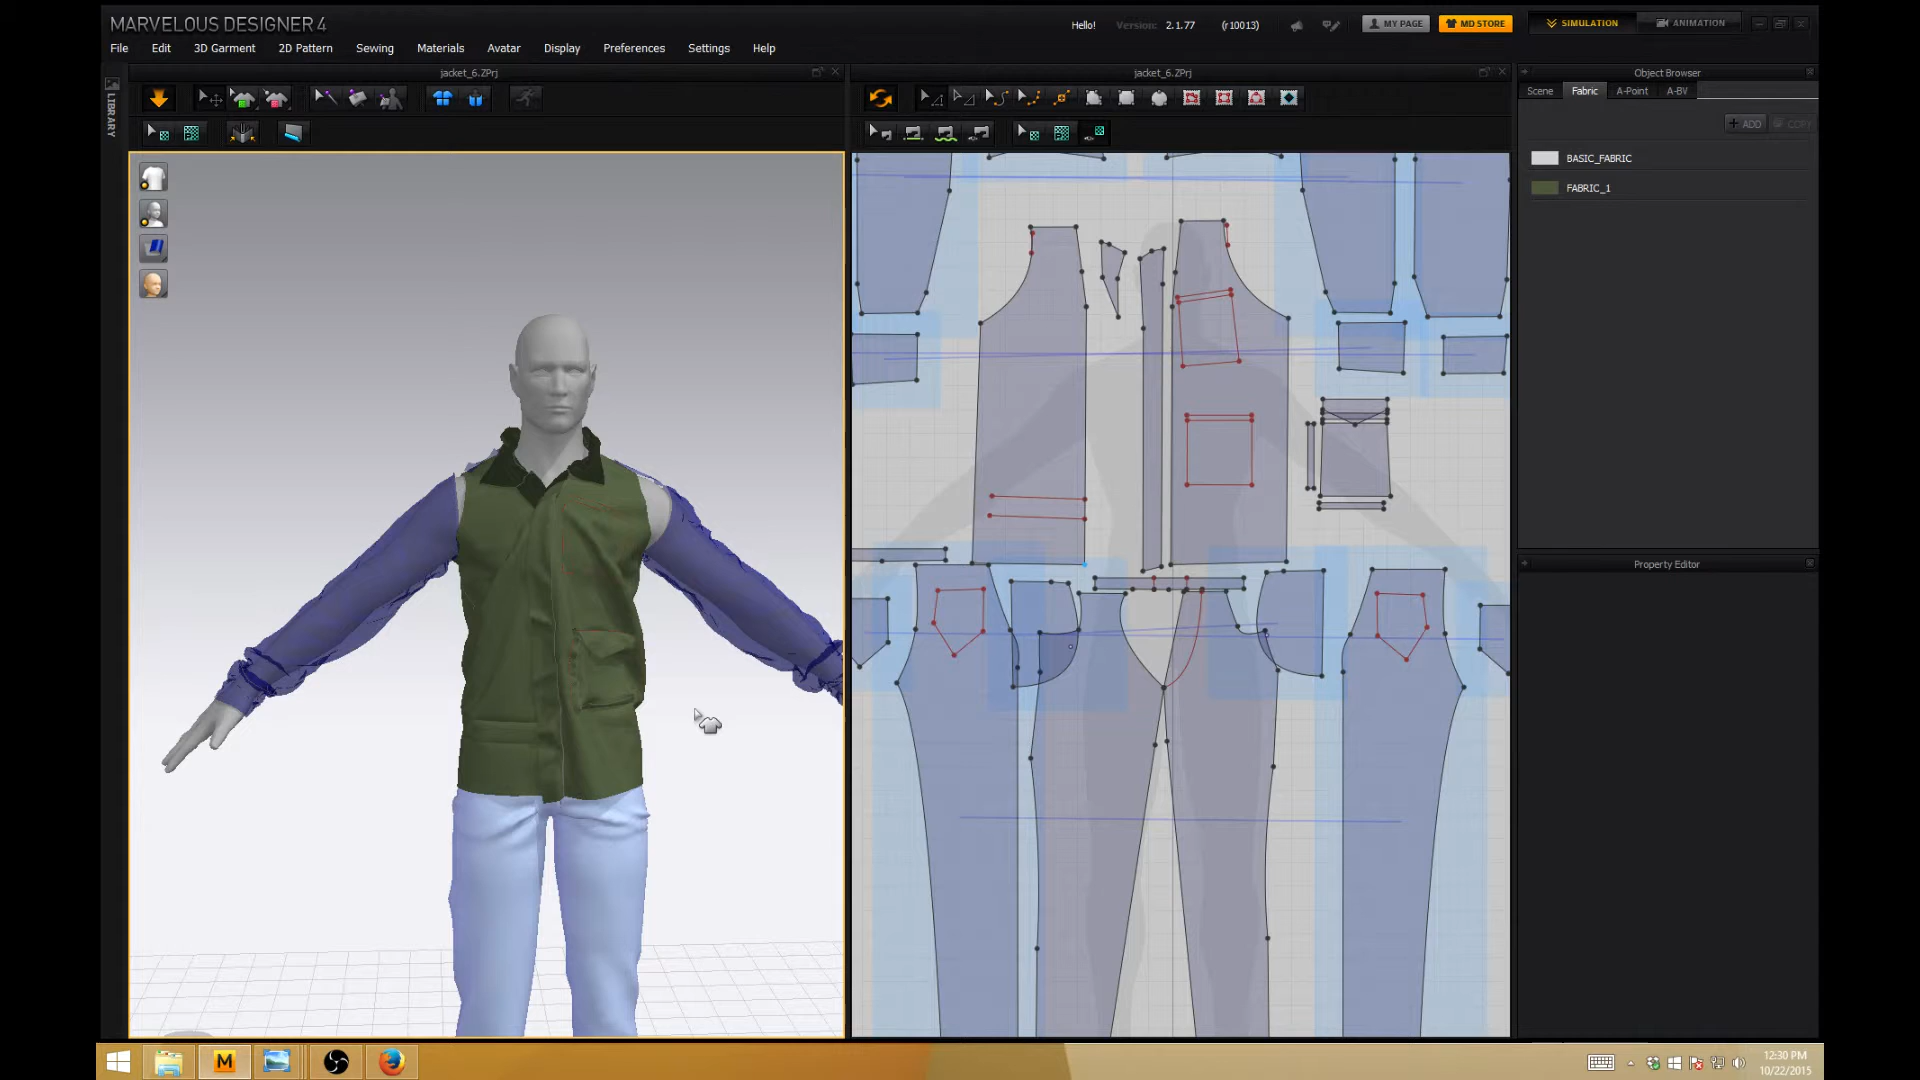 MARVELOUS DESIGNER 4
Hello! Version: 2.1.77 (r10013) MY PAGE MD STORE SIMULATION ANIMATION
File Edit 3D Garment 2D Pattern Sewing Materials Avatar Display Preferences Settings Help
jacket_6.ZPrj
jacket_6.ZPrj
Object Browser
Scene Fabric A-Point A-BV
LIBRARY
+ ADD COPY
BASIC_FABRIC
FABRIC_1
Property Editor
M
12:30 PM
10/22/2015